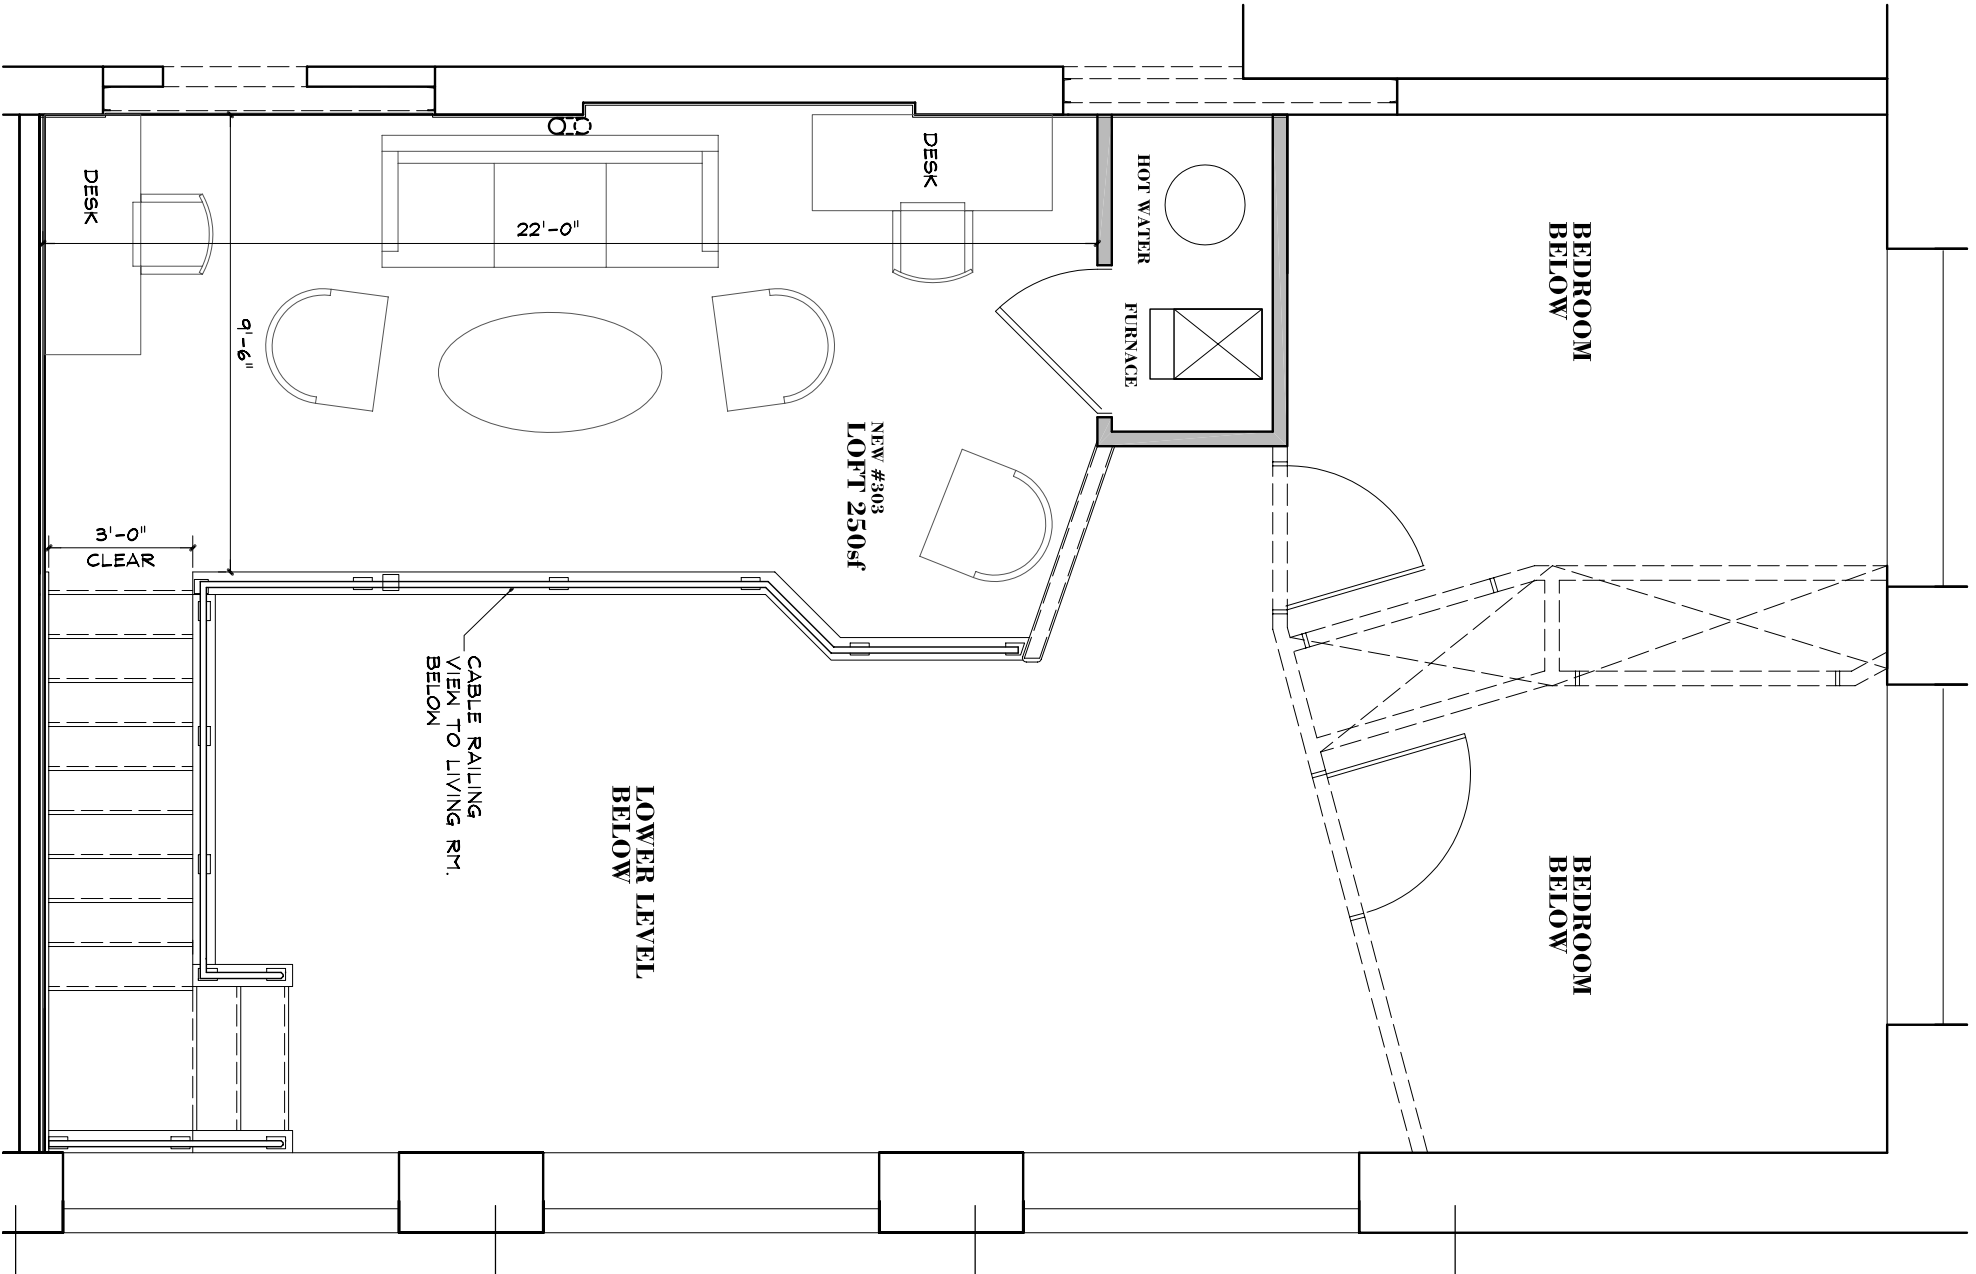 DESK
22'-0"
DESK
HOT WATER
FURNACE
BEDROOM
BELOW
9'-6"
NEW #303
LOFT 250sf
3'-0"
CLEAR
CABLE RAILING
VIEW TO LIVING RM.
BELOW
LOWER LEVEL
BELOW
BEDROOM
BELOW